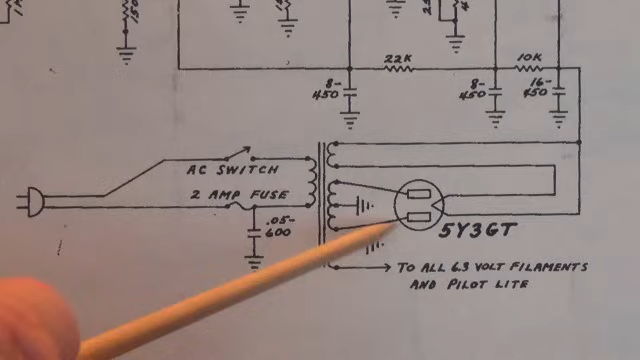 22K
10K
8-
450
8-
450
16-
450
AC SWITCH
2 AMP FUSE
.05-
600
5Y3GT
TO ALL 6.3 VOLT FILAMENTS
AND PILOT LITE